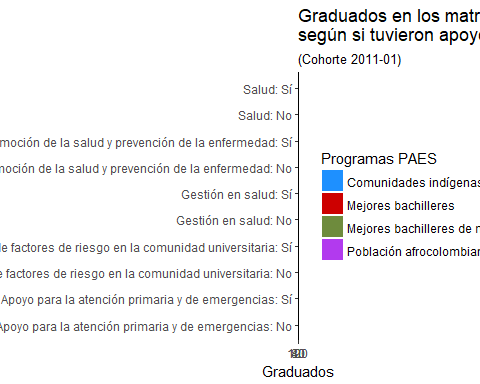 Graduados en los matr
según si tuvieron apoyo
(Cohorte 2011-01)
Salud: Sí
Salud: No
moción de la salud y prevención de la enfermedad: Sí
moción de la salud y prevención de la enfermedad: No
Gestión en salud: Sí
Gestión en salud: No
e factores de riesgo en la comunidad universitaria: Sí
e factores de riesgo en la comunidad universitaria: No
Apoyo para la atención primaria y de emergencias: Sí
Apoyo para la atención primaria y de emergencias: No
Programas PAES
Comunidades indígenas
Mejores bachilleres
Mejores bachilleres de m
Población afrocolombian
Graduados